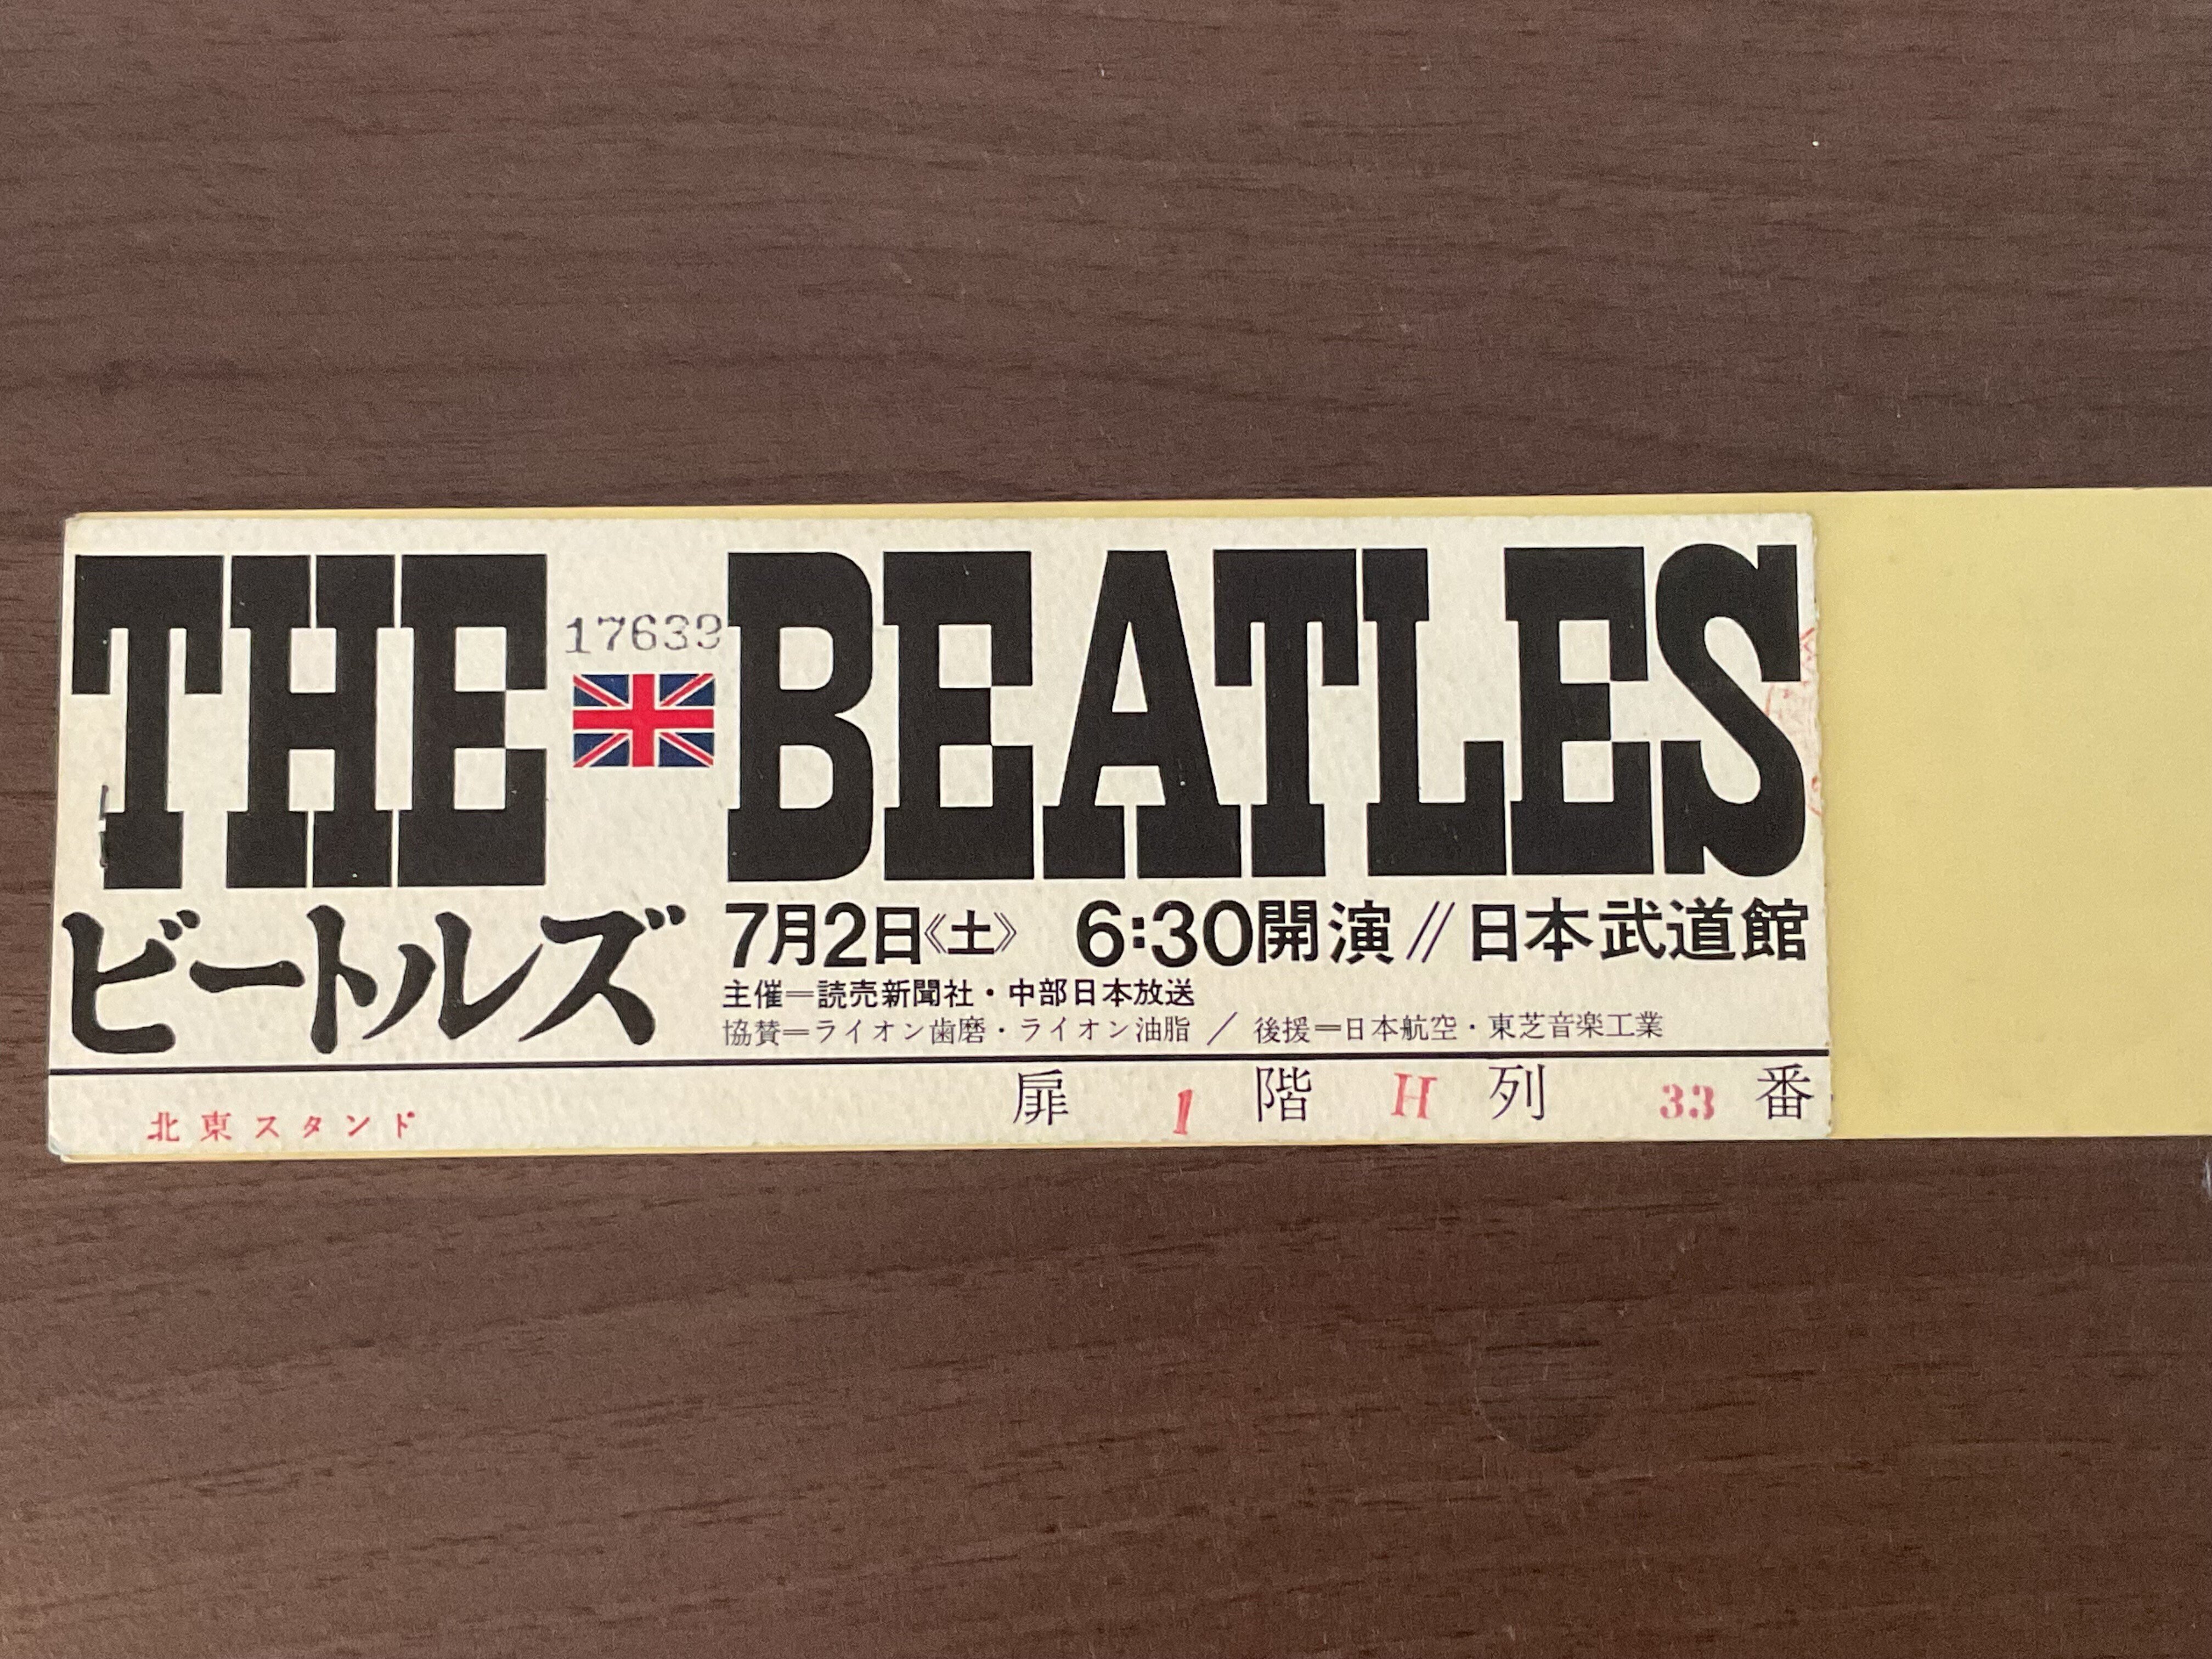 THE BEATLES
17633
ビートルズ
7月2日《土》 6:30開演//日本武道館
主催=読売新聞社・中部日本放送
協賛=ライオン歯磨・ライオン油脂 / 後援=日本航空・東芝音楽工業
北東スタンド 扉 1 階 H 列 33 番